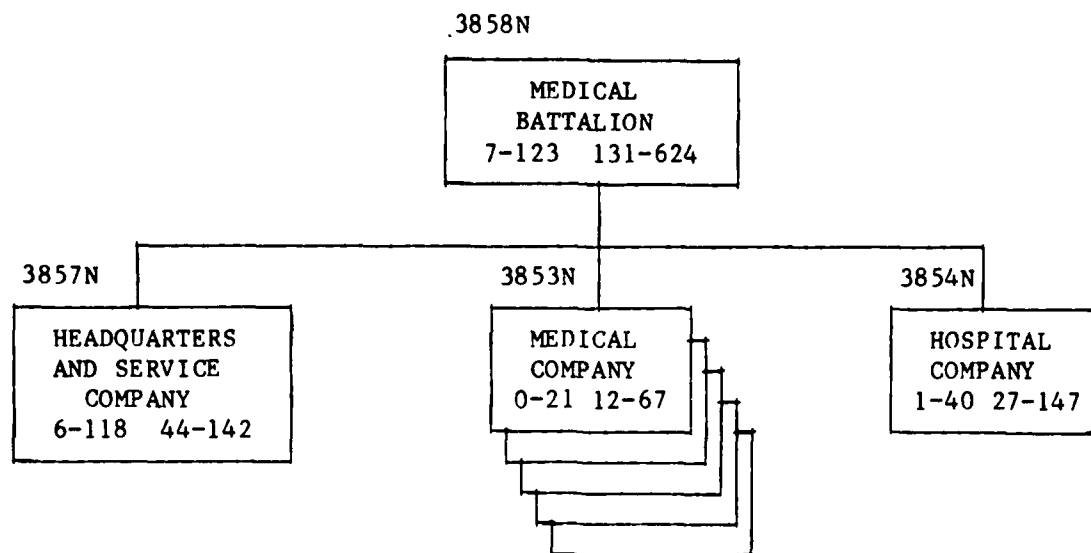 3858N
MEDICAL
BATTALION
7-123 131-624
3857N
HEADQUARTERS
AND SERVICE
COMPANY
6-118 44-142
3853N
MEDICAL
COMPANY
0-21 12-67
3854N
HOSPITAL
COMPANY
1-40 27-147